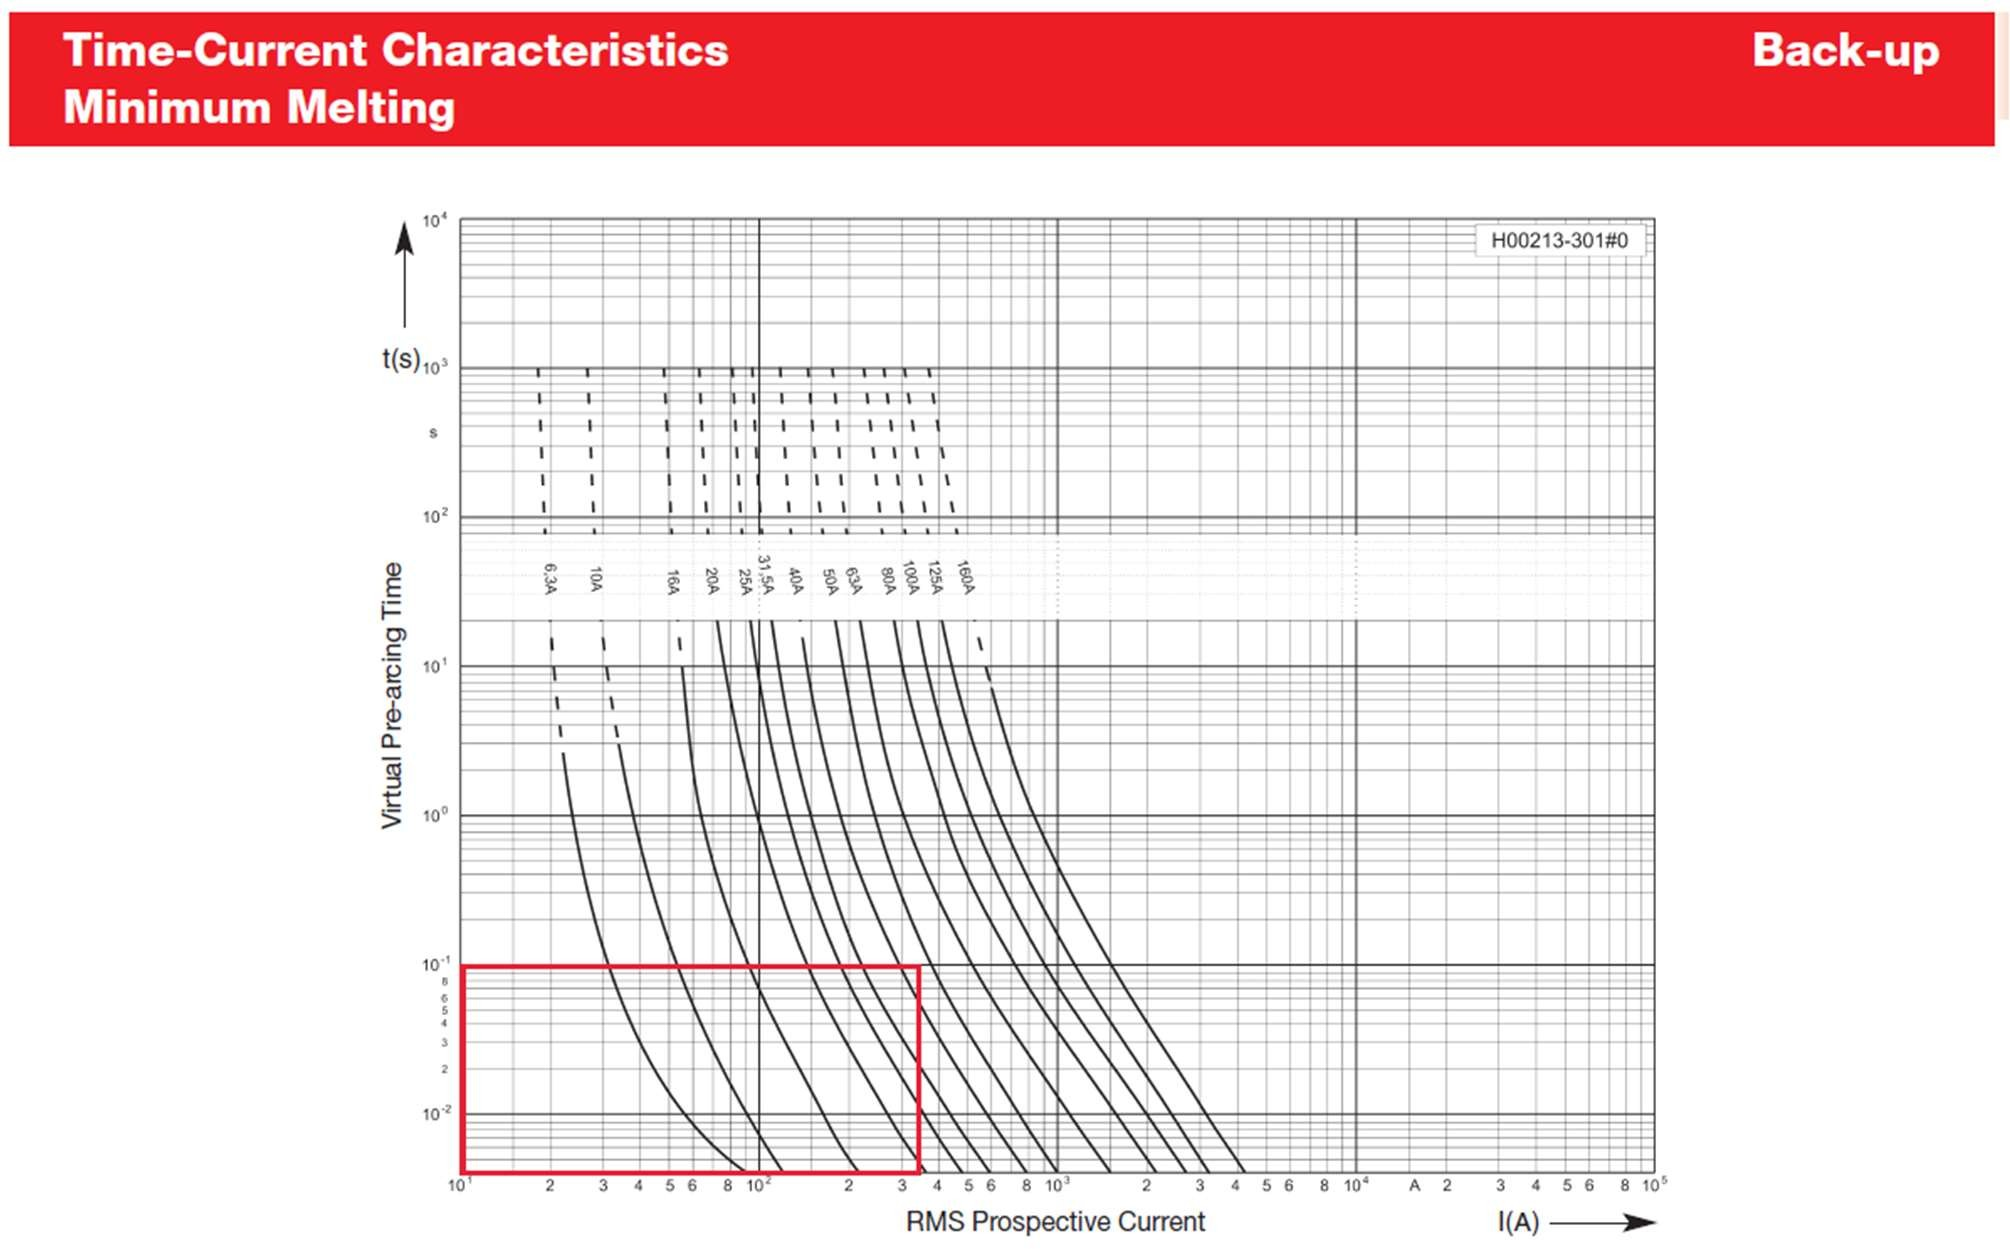 Time-Current Characteristics
Back-up
Minimum Melting
10⁴
H00213-301#0
t(s)
10³
s
10²
6,3A 10A 16A 20A 25A 31,5A 40A 50A 63A 80A 100A 125A 160A
Virtual Pre-arcing Time
10¹
10⁰
10⁻¹
8
6
5
4
3
2
10⁻²
10¹ 2 3 4 5 6 8 10² 2 3 4 5 6 8 10³ 2 3 4 5 6 8 10⁴ A 2 3 4 5 6 8 10⁵
RMS Prospective Current
I(A)